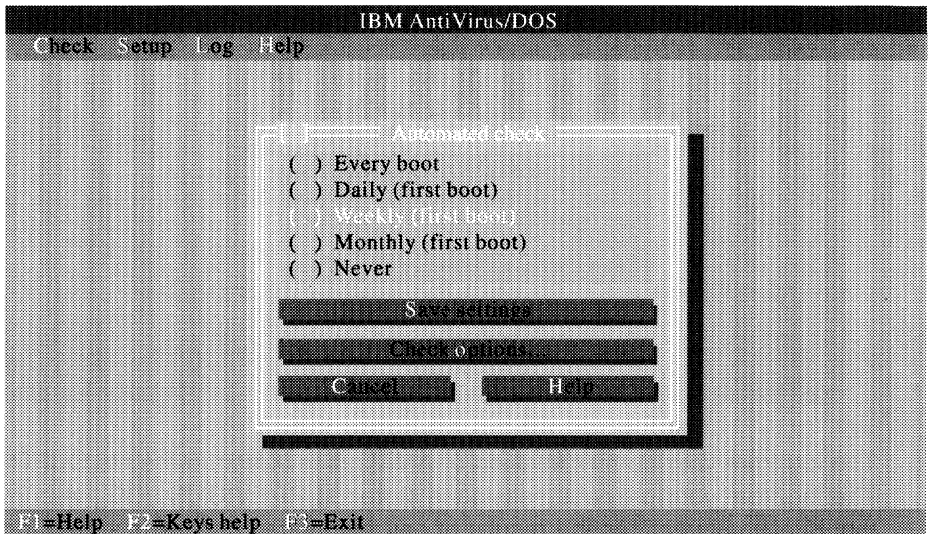 IBM AntiVirus/DOS
Check Setup Log Help
[ ] Automated check
( ) Every boot
( ) Daily (first boot)
( ) Weekly (first boot)
( ) Monthly (first boot)
( ) Never
Save settings
Check options...
Cancel Help
F1=Help F2=Keys help F3=Exit